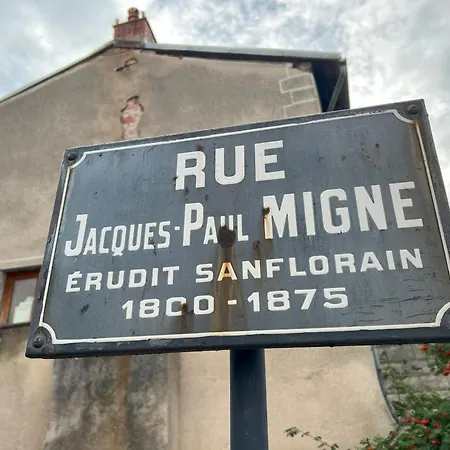 RUE
JACQUES-PAUL MIGNE
ÉRUDIT SANFLORAIN
1800-1875